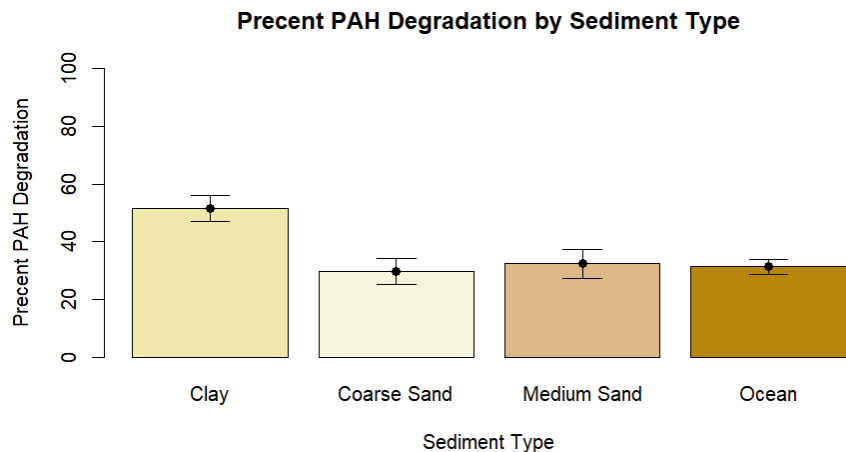 Precent PAH Degradation by Sediment Type
Precent PAH Degradation
100
80
60
40
20
0
Clay Coarse Sand Medium Sand Ocean
Sediment Type